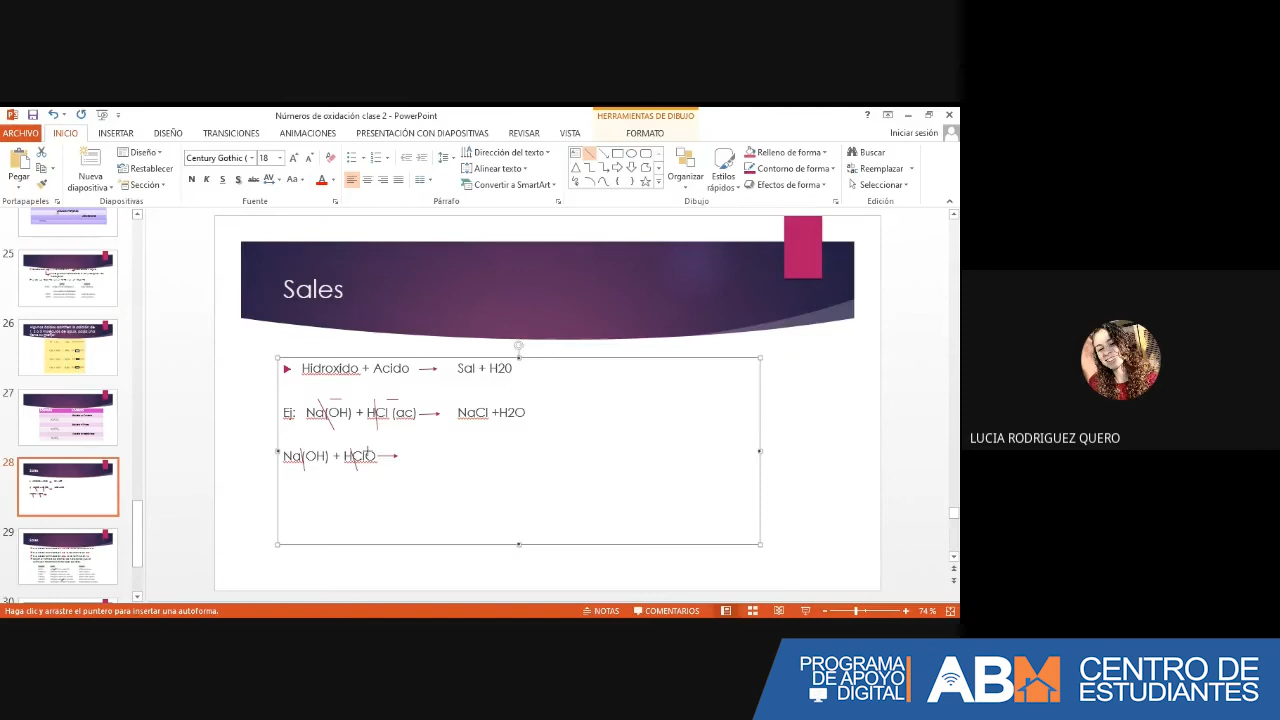 Números de oxidación clase 2 - PowerPoint
HERRAMIENTAS DE DIBUJO
ARCHIVO INICIO INSERTAR DISEÑO TRANSICIONES ANIMACIONES PRESENTACIÓN CON DIAPOSITIVAS REVISAR VISTA FORMATO
Iniciar sesión
Pegar
Nueva diapositiva
Diseño
Restablecer
Sección
Century Gothic ( 18
N K S S abc AV Aa A
Dirección del texto
Alinear texto
Convertir a SmartArt
Organizar
Estilos rápidos
Relleno de forma
Contorno de forma
Efectos de forma
Buscar
Reemplazar
Seleccionar
Portapapeles
Diapositivas
Fuente
Párrafo
Dibujo
Edición
25
26
27
28
29
Sales
Hidroxido + Acido Sal + H20
Ej: Na(OH) + HCl (ac) NaCl +H2O
Na(OH) + HClO
LUCIA RODRIGUEZ QUERO
Haga clic y arrastre el puntero para insertar una autoforma.
NOTAS
COMENTARIOS
74 %
PROGRAMA
DE APOYO
DIGITAL
ABM
CENTRO DE
ESTUDIANTES